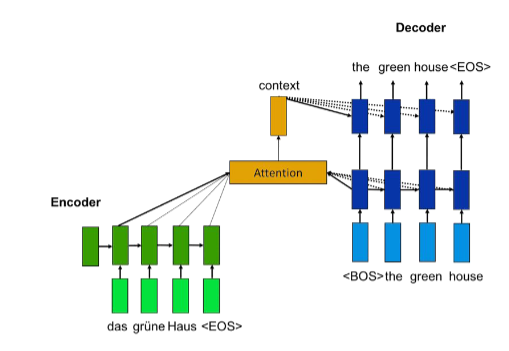 Decoder
the green house <EOS>
context
Attention
Encoder
<BOS> the green house
das grüne Haus <EOS>